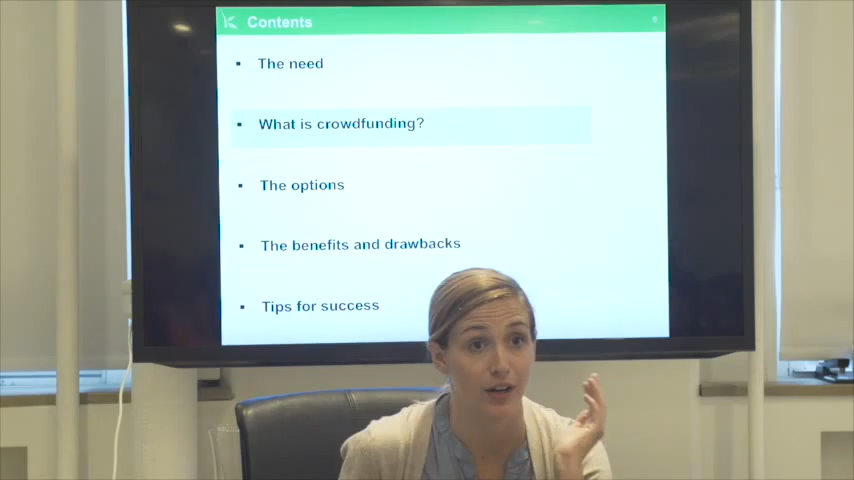 Contents
▪ The need
▪ What is crowdfunding?
▪ The options
▪ The benefits and drawbacks
▪ Tips for success